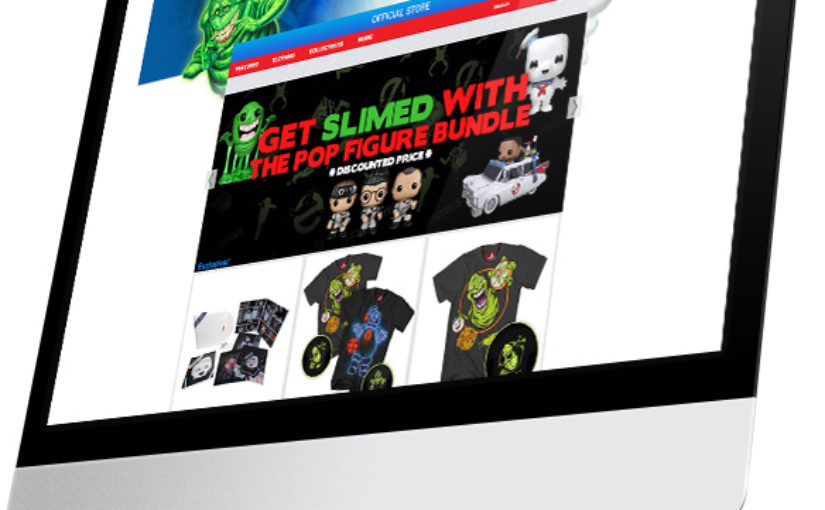 OFFICIAL STORE
FEATURED CLOTHING COLLECTIBLES MUSIC
GET SLIMED WITH
THE POP FIGURE BUNDLE
DISCOUNTED PRICE
Exclusive!